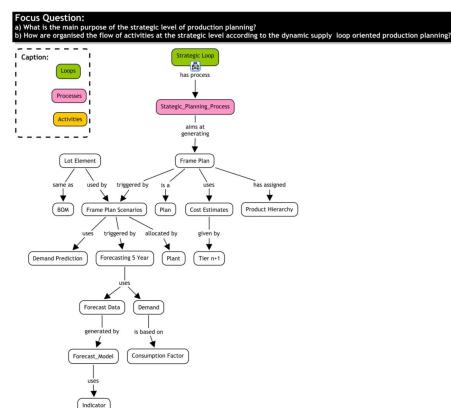 Focus Question:
a) What is the main purpose of the strategic level of production planning?
b) How are organised the flow of activities at the strategic level according to the dynamic supply loop oriented production planning?
Caption:
Loops
Processes
Activities
Strategic Loop
has process
Stategic_Planning_Process
aims at
generating
Lot Element
Frame Plan
same as
used by
triggered by
is a
uses
has assigned
BOM
Frame Plan Scenarios
Plan
Cost Estimates
Product Hierarchy
uses
triggered by
allocated by
given by
Demand Prediction
Forecasting 5 Year
Plant
Tier n+1
uses
Forecast Data
Demand
generated by
is based on
Forecast_Model
Consumption Factor
uses
Indicator